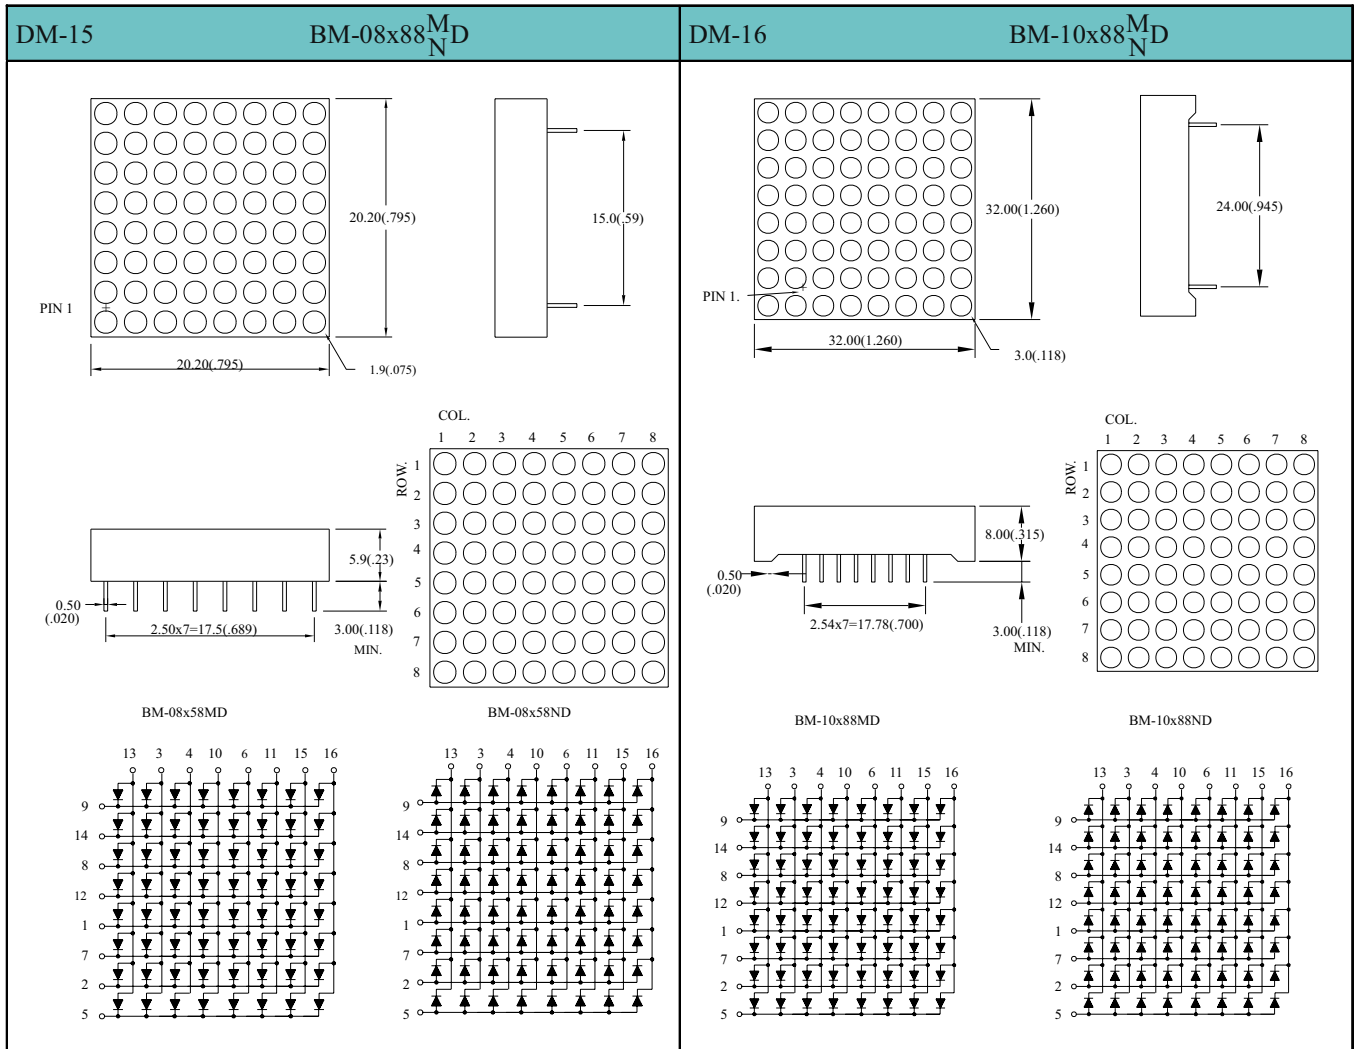 DM-15 BM-08x88MD
N
DM-16 BM-10x88MD
N
20.20(.795)
15.0(.59)
PIN 1
20.20(.795)
1.9(.075)
32.00(1.260)
24.00(.945)
PIN 1.
32.00(1.260)
3.0(.118)
COL.
1 2 3 4 5 6 7 8
ROW.
1
2
3
4
5
6
7
8
5.9(.23)
0.50
(.020)
2.50x7=17.5(.689)
3.00(.118)
MIN.
COL.
1 2 3 4 5 6 7 8
ROW.
1
2
3
4
5
6
7
8
8.00(.315)
0.50
(.020)
2.54x7=17.78(.700)
3.00(.118)
MIN.
BM-08x58MD
13 3 4 10 6 11 15 16
9
14
8
12
1
7
2
5
BM-08x58ND
13 3 4 10 6 11 15 16
9
14
8
12
1
7
2
5
BM-10x88MD
13 3 4 10 6 11 15 16
9
14
8
12
1
7
2
5
BM-10x88ND
13 3 4 10 6 11 15 16
9
14
8
12
1
7
2
5